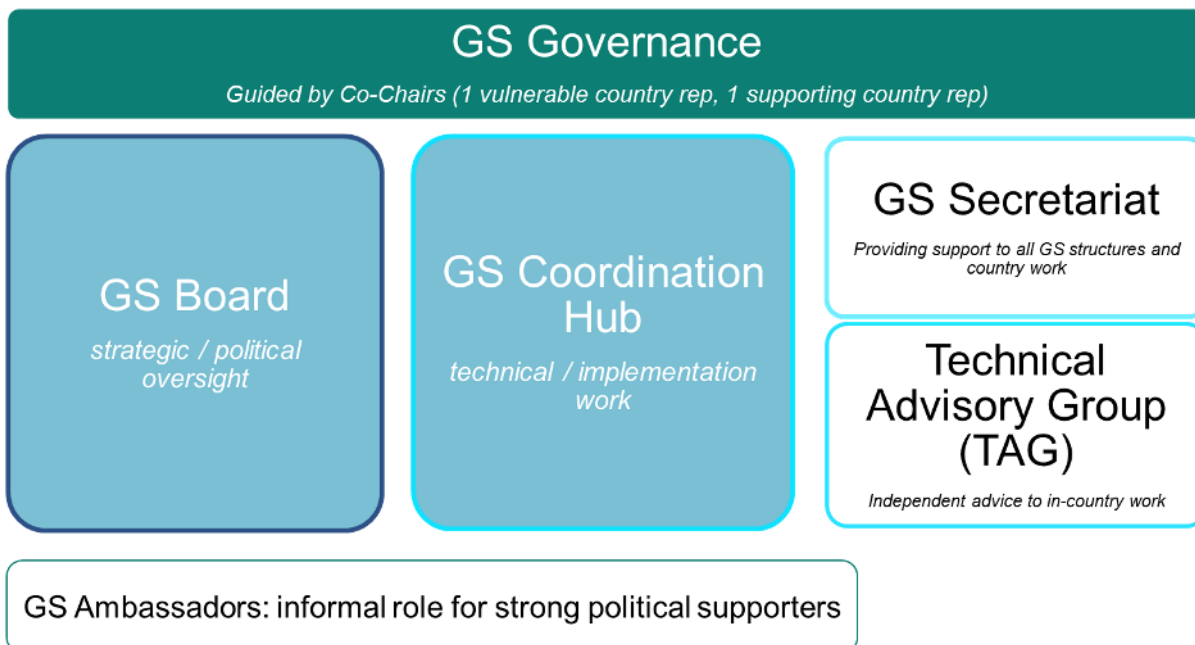 GS Governance
Guided by Co-Chairs (1 vulnerable country rep, 1 supporting country rep)
GS Board
strategic / political
oversight
GS Coordination
Hub
technical / implementation
work
GS Secretariat
Providing support to all GS structures and
country work
Technical
Advisory Group
(TAG)
Independent advice to in-country work
GS Ambassadors: informal role for strong political supporters